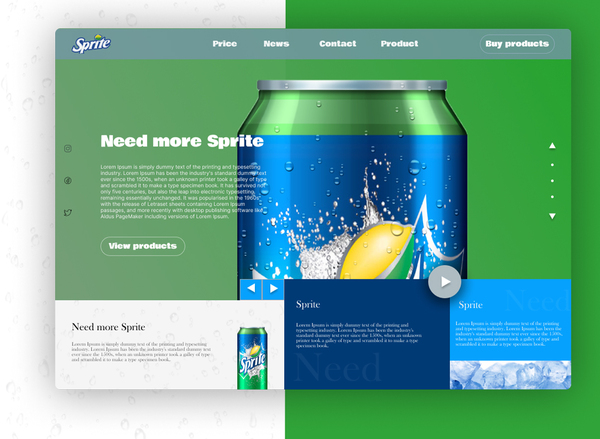 Sprite
Price
News
Contact
Product
Buy products
Need more Sprite
Lorem Ipsum is simply dummy text of the printing and typesetting
industry. Lorem Ipsum has been the industry's standard dummy text
ever since the 1500s, when an unknown printer took a galley of type
and scrambled it to make a type specimen book. It has survived not
only five centuries, but also the leap into electronic typesetting,
remaining essentially unchanged. It was popularised in the 1960s
with the release of Letraset sheets containing Lorem Ipsum
passages, and more recently with desktop publishing software like
Aldus PageMaker including versions of Lorem Ipsum.
View products
Need more Sprite
Lorem Ipsum is simply dummy text of the printing and typesetting
industry. Lorem Ipsum has been the industry's standard dummy text
ever since the 1500s, when an unknown printer took a galley of type
and scrambled it to make a type specimen book.
Sprite
Sprite
Lorem Ipsum is simply dummy text of the printing and typesetting
industry. Lorem Ipsum has been the industry's standard dummy
text ever since the 1500s, when an unknown
printer took a galley of type and scrambled it to make a type
specimen book.
Need
Sprite
Need
Lorem Ipsum is simply dummy text of the printing and
typesetting industry. Lorem Ipsum has been the industry's
standard dummy text ever since the 1500s, when an unknown
printer took a galley of type and scrambled it to make a type
specimen book.